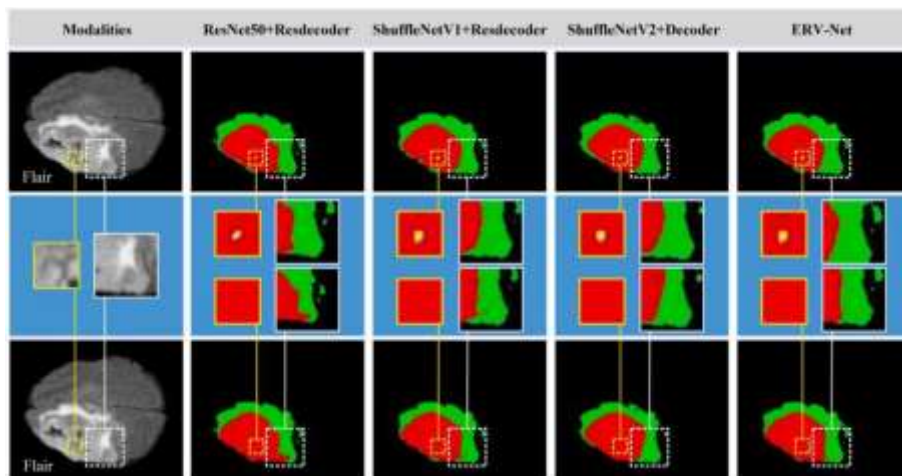 Modalities ResNet50+Resdecoder ShuffleNetV1+Resdecoder ShuffleNetV2+Decoder ERV-Net
Flair
Flair